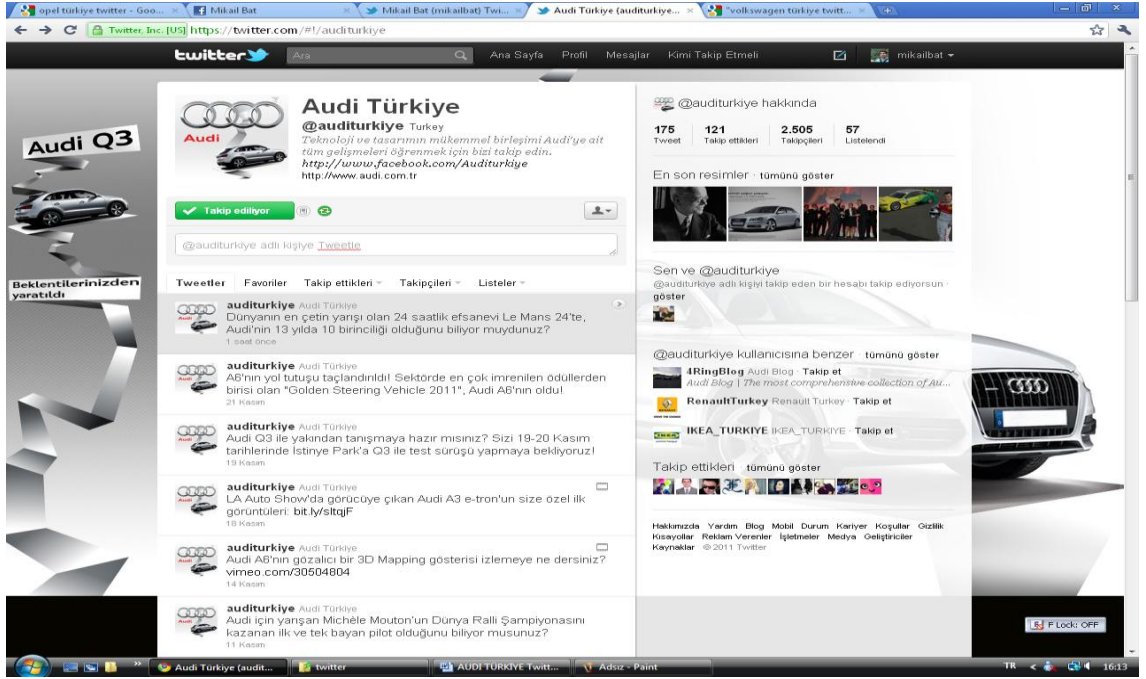 opel türkiye twitter - Goo...
Mikail Bat
Mikail Bat (mikailbat) Twi...
Audi Türkiye (auditurkiye...
"volkswagen türkiye twitt...
Twitter, Inc. [US] https://twitter.com/#!/auditurkiye
twitter
Ara
Ana Sayfa Profil Mesajlar Kimi Takip Etmeli
mikailbat
Audi Q3
Beklentilerinizden
yaratıldı
Audi
Audi Türkiye
@auditurkiye Turkey
Teknoloji ve tasarımın mükemmel birleşimi Audi'ye ait
tüm gelişmeleri öğrenmek için bizi takip edin.
http://www.facebook.com/Auditurkiye
http://www.audi.com.tr
Takip ediliyor
@auditurkiye adlı kişiye Tweetle
Tweetler Favoriler Takip ettikleri Takipçileri Listeler
auditurkiye Audi Türkiye
Dünyanın en çetin yarışı olan 24 saatlik efsanevi Le Mans 24'te,
Audi'nin 13 yılda 10 birinciliği olduğunu biliyor muydunuz?
1 saat önce
auditurkiye Audi Türkiye
A6'nın yol tutuşu taçlandırıldı! Sektörde en çok imrenilen ödüllerden
birisi olan "Golden Steering Vehicle 2011", Audi A6'nın oldu!
21 Kasım
auditurkiye Audi Türkiye
Audi Q3 ile yakından tanışmaya hazır mısınız? Sizi 19-20 Kasım
tarihlerinde İstinye Park'a Q3 ile test sürüşü yapmaya bekliyoruz!
19 Kasım
auditurkiye Audi Türkiye
LA Auto Show'da görücüye çıkan Audi A3 e-tron'un size özel ilk
görüntüleri: bit.ly/sltqjF
18 Kasım
auditurkiye Audi Türkiye
Audi A6'nın gözalıcı bir 3D Mapping gösterisi izlemeye ne dersiniz?
vimeo.com/30504804
14 Kasım
auditurkiye Audi Türkiye
Audi için yarışan Michèle Mouton'un Dünya Ralli Şampiyonasını
kazanan ilk ve tek bayan pilot olduğunu biliyor musunuz?
11 Kasım
@auditurkiye hakkında
175 121 2.505 57
Tweet Takip ettikleri Takipçileri Listelendi
En son resimler · tümünü göster
Sen ve @auditurkiye
@auditurkiye adlı kişiyi takip eden bir hesabı takip ediyorsun ·
göster
@auditurkiye kullanıcısına benzer · tümünü göster
4RingBlog Audi Blog · Takip et
Audi Blog | The most comprehensive collection of Au...
RenaultTurkey Renault Turkey · Takip et
IKEA_TURKIYE IKEA_TURKIYE · Takip et
Takip ettikleri · tümünü göster
Hakkımızda Yardım Blog Mobil Durum Kariyer Koşullar Gizlilik
Kısayollar Reklam Verenler İşletmeler Medya Geliştiriciler
Kaynaklar © 2011 Twitter
F Lock: OFF
Audi Türkiye (audit...
twitter
AUDI TÜRKİYE Twitt...
Adsız - Paint
TR
16:13